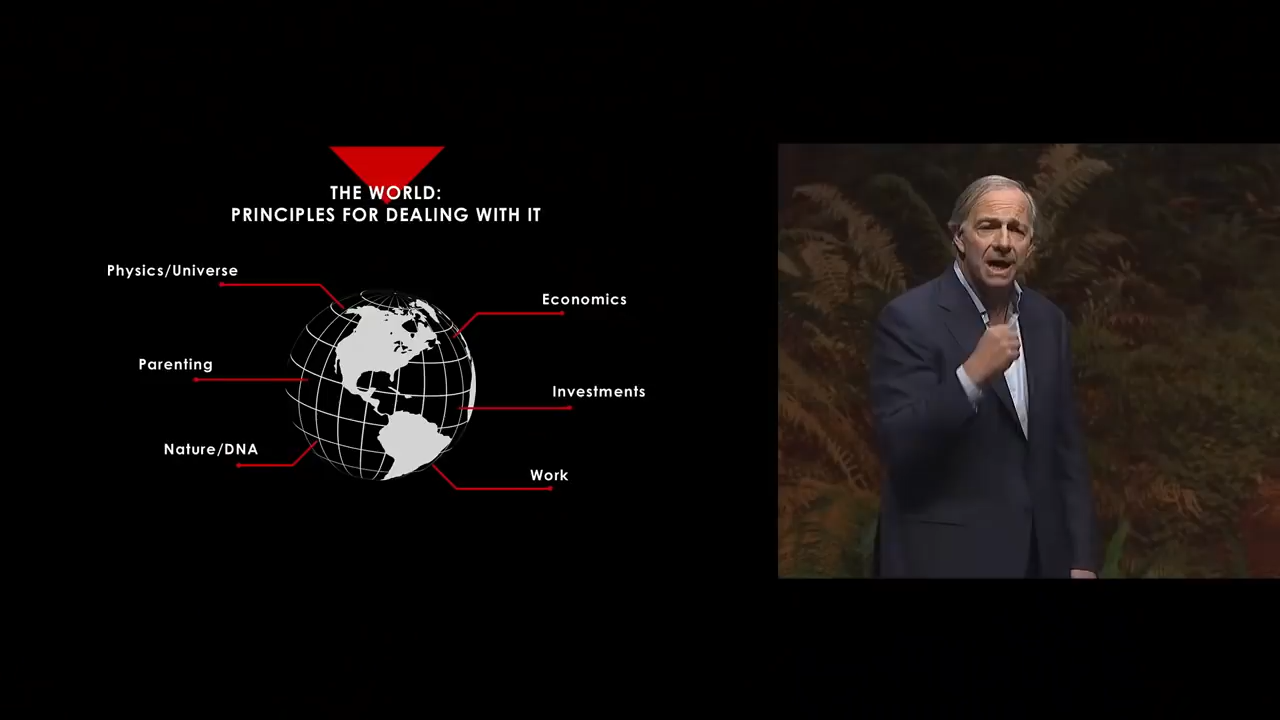 THE WORLD:
PRINCIPLES FOR DEALING WITH IT
Physics/Universe
Economics
Parenting
Investments
Nature/DNA
Work